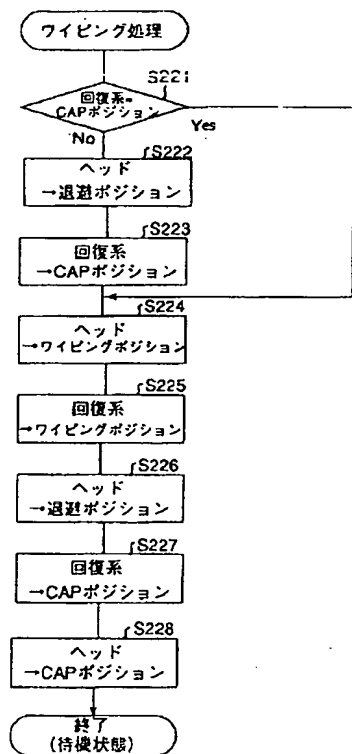 ワイピング処理
S221
回復系=
CAPポジション
Yes
No
S222
ヘッド
→退避ポジション
S223
回復系
→CAPポジション
S224
ヘッド
→ワイピングポジション
S225
回復系
→ワイピングポジション
S226
ヘッド
→退避ポジション
S227
回復系
→CAPポジション
S228
ヘッド
→CAPポジション
終了
(待機状態)